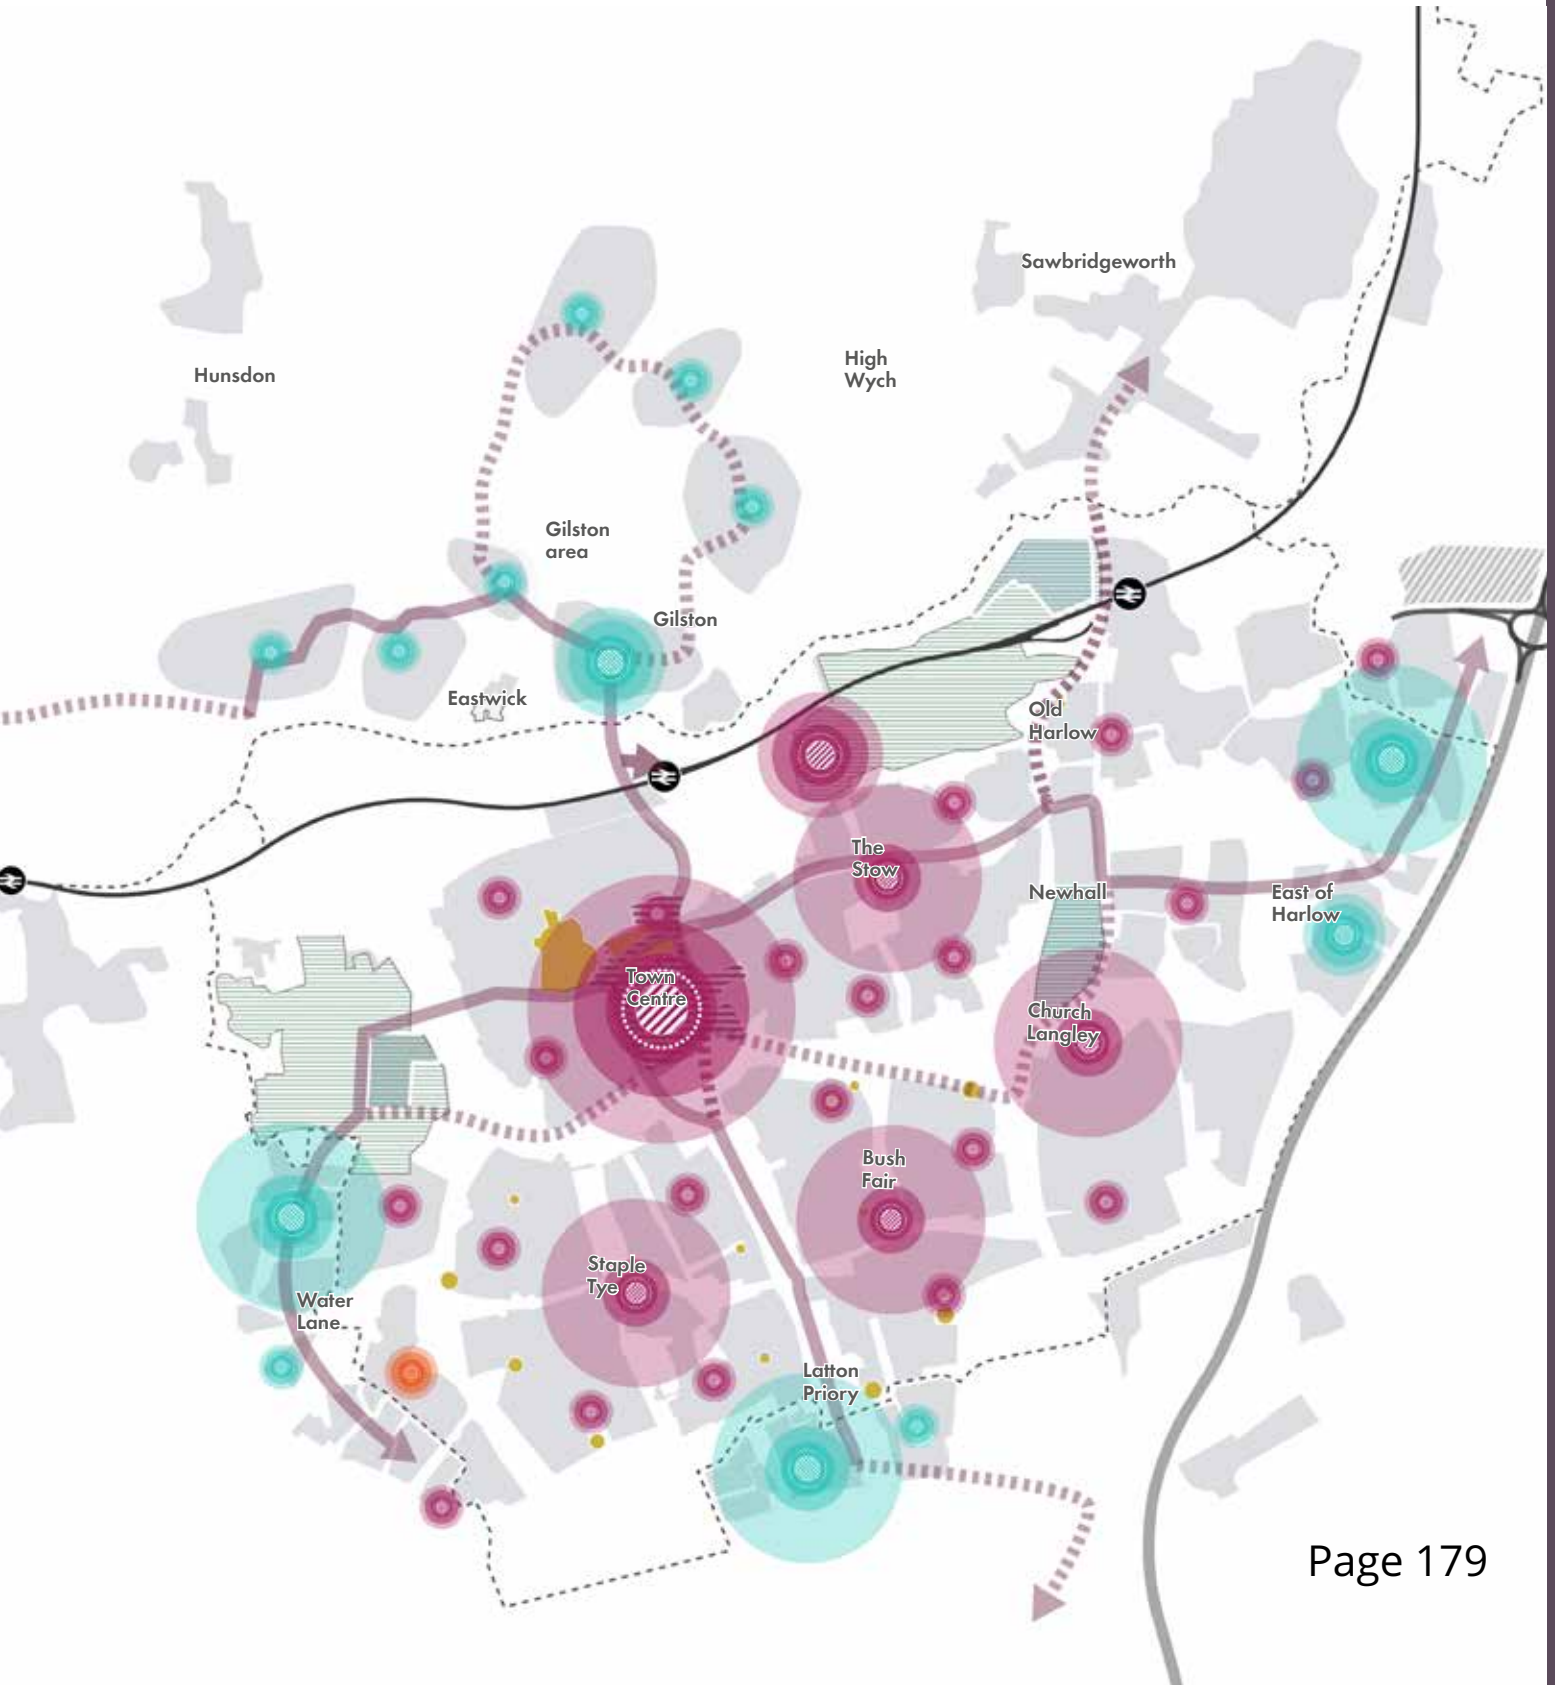 Sawbridgeworth
High
Wych
Hunsdon
Gilston
area
Gilston
Eastwick
Old
Harlow
The
Stow
Newhall
East of
Harlow
Town
Centre
Church
Langley
Bush
Fair
Staple
Tye
Water
Lane
Latton
Priory
Page 179